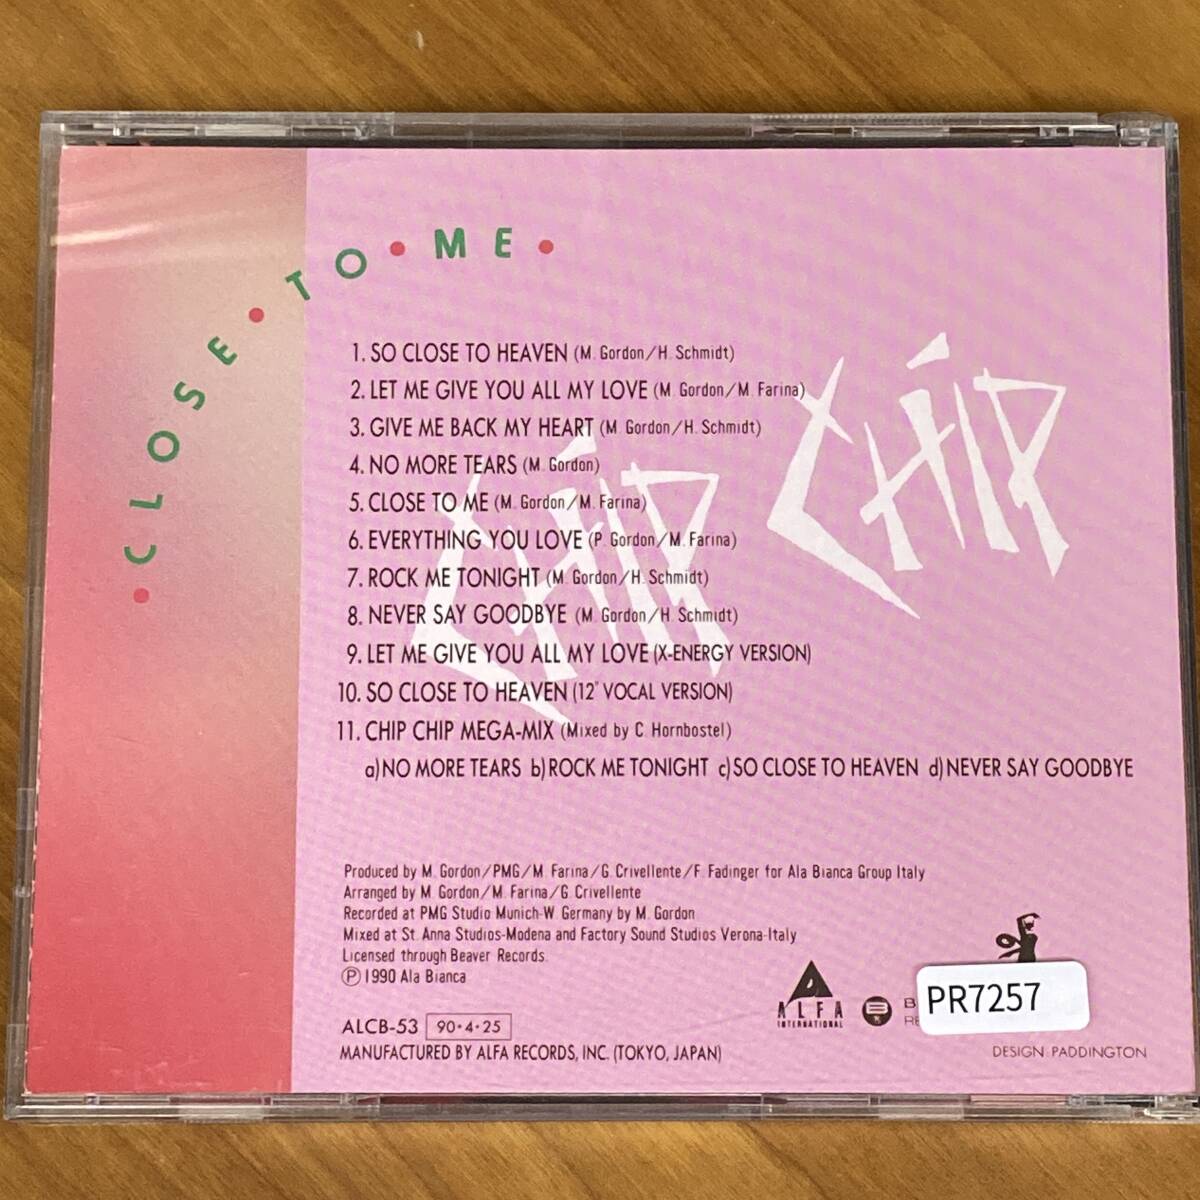 •CLOSE•TO•ME•
CHIP CHIP
1. SO CLOSE TO HEAVEN (M. Gordon/H. Schmidt)
2. LET ME GIVE YOU ALL MY LOVE (M. Gordon/M. Farina)
3. GIVE ME BACK MY HEART (M. Gordon/H. Schmidt)
4. NO MORE TEARS (M. Gordon)
5. CLOSE TO ME (M. Gordon/M. Farina)
6. EVERYTHING YOU LOVE (P. Gordon/M. Farina)
7. ROCK ME TONIGHT (M. Gordon/H. Schmidt)
8. NEVER SAY GOODBYE (M. Gordon/H. Schmidt)
9. LET ME GIVE YOU ALL MY LOVE (X-ENERGY VERSION)
10. SO CLOSE TO HEAVEN (12" VOCAL VERSION)
11. CHIP CHIP MEGA-MIX (Mixed by C. Hornbostel)
a) NO MORE TEARS b) ROCK ME TONIGHT c) SO CLOSE TO HEAVEN d) NEVER SAY GOODBYE
Produced by M. Gordon/PMG/M. Farina/G. Crivellente/F. Fadinger for Ala Bianca Group Italy
Arranged by M. Gordon/M. Farina/G. Crivellente
Recorded at PMG Studio Munich-W. Germany by M. Gordon
Mixed at St. Anna Studios-Modena and Factory Sound Studios Verona-Italy
Licensed through Beaver Records.
Ⓟ 1990 Ala Bianca
ALFA
INTERNATIONAL
PR7257
ALCB-53 90•4•25
MANUFACTURED BY ALFA RECORDS, INC. (TOKYO, JAPAN)
DESIGN: PADDINGTON